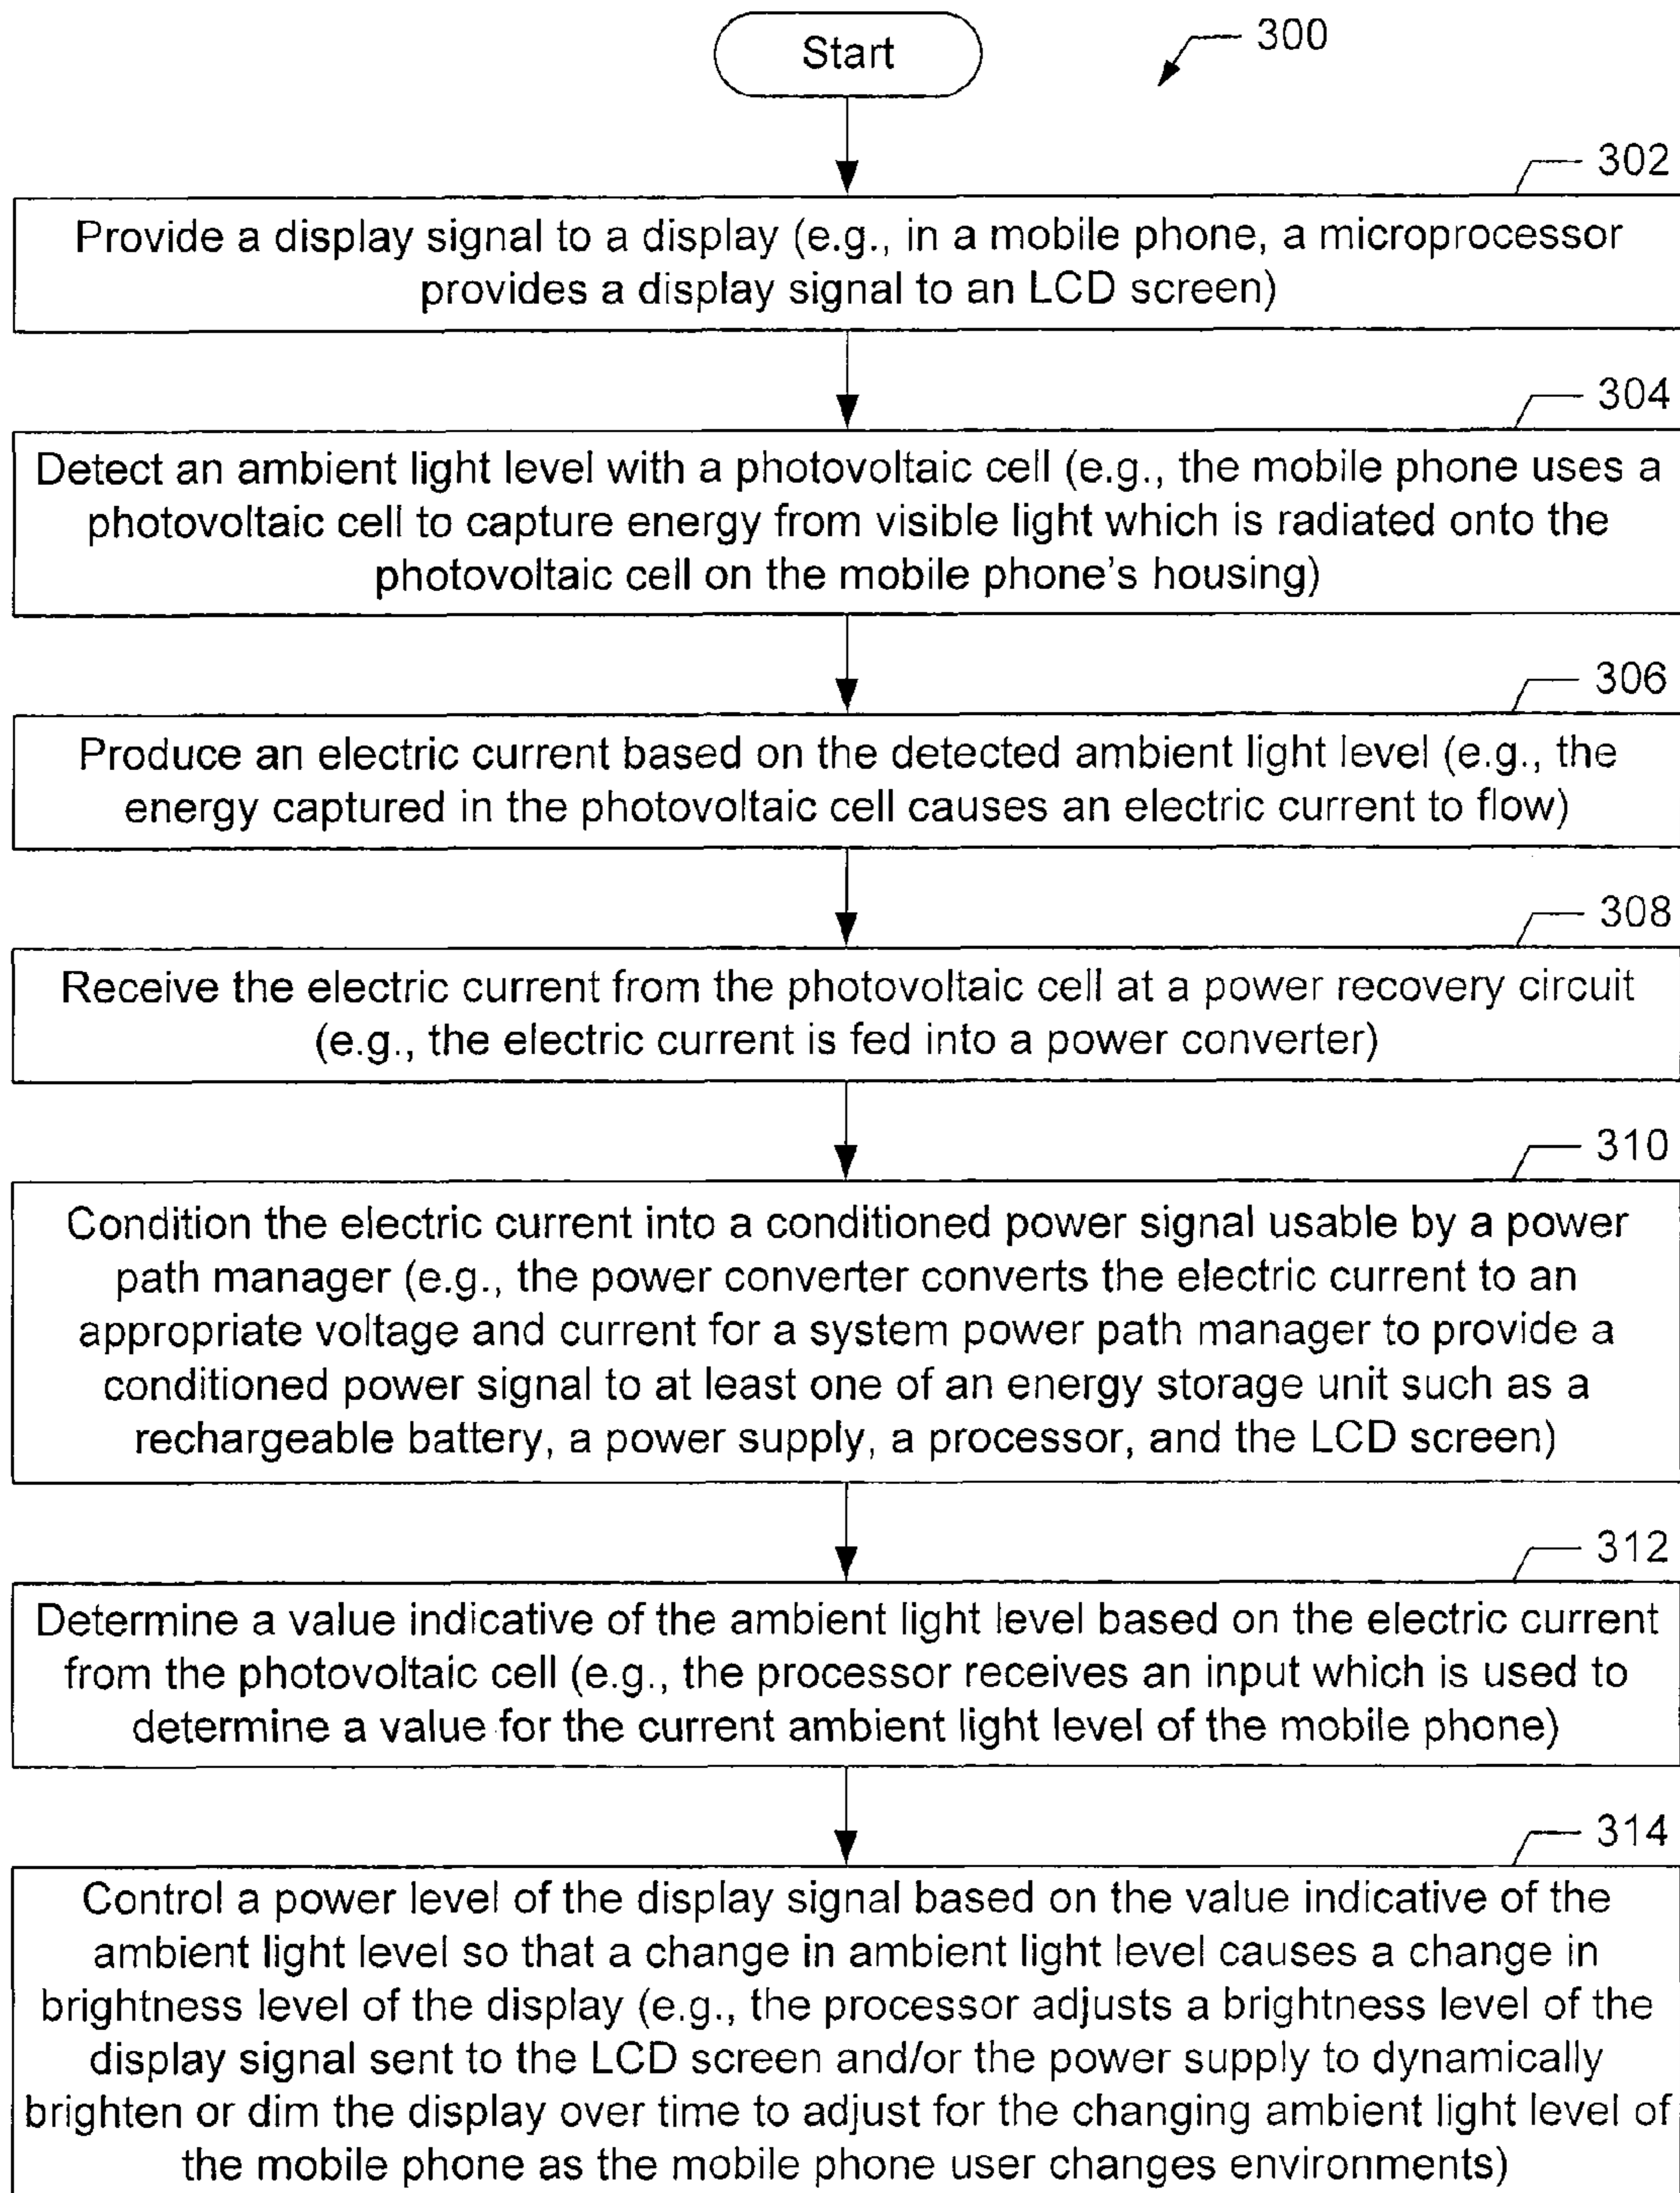 Start
300
302
Provide a display signal to a display (e.g., in a mobile phone, a microprocessor
provides a display signal to an LCD screen)
304
Detect an ambient light level with a photovoltaic cell (e.g., the mobile phone uses a
photovoltaic cell to capture energy from visible light which is radiated onto the
photovoltaic cell on the mobile phone's housing)
306
Produce an electric current based on the detected ambient light level (e.g., the
energy captured in the photovoltaic cell causes an electric current to flow)
308
Receive the electric current from the photovoltaic cell at a power recovery circuit
(e.g., the electric current is fed into a power converter)
310
Condition the electric current into a conditioned power signal usable by a power
path manager (e.g., the power converter converts the electric current to an
appropriate voltage and current for a system power path manager to provide a
conditioned power signal to at least one of an energy storage unit such as a
rechargeable battery, a power supply, a processor, and the LCD screen)
312
Determine a value indicative of the ambient light level based on the electric current
from the photovoltaic cell (e.g., the processor receives an input which is used to
determine a value for the current ambient light level of the mobile phone)
314
Control a power level of the display signal based on the value indicative of the
ambient light level so that a change in ambient light level causes a change in
brightness level of the display (e.g., the processor adjusts a brightness level of the
display signal sent to the LCD screen and/or the power supply to dynamically
brighten or dim the display over time to adjust for the changing ambient light level of
the mobile phone as the mobile phone user changes environments)